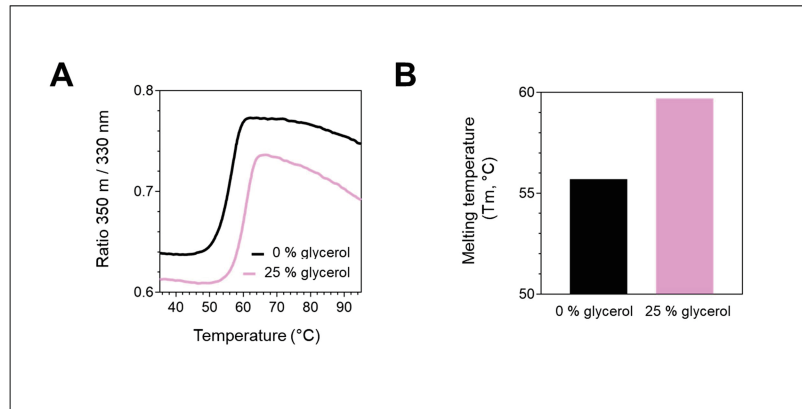 A
Ratio 350 m / 330 nm
0.8
0.7
0.6
0 % glycerol
25 % glycerol
40 50 60 70 80 90
Temperature (°C)
B
Melting temperature
(Tm, °C)
60
55
50
0 % glycerol 25 % glycerol